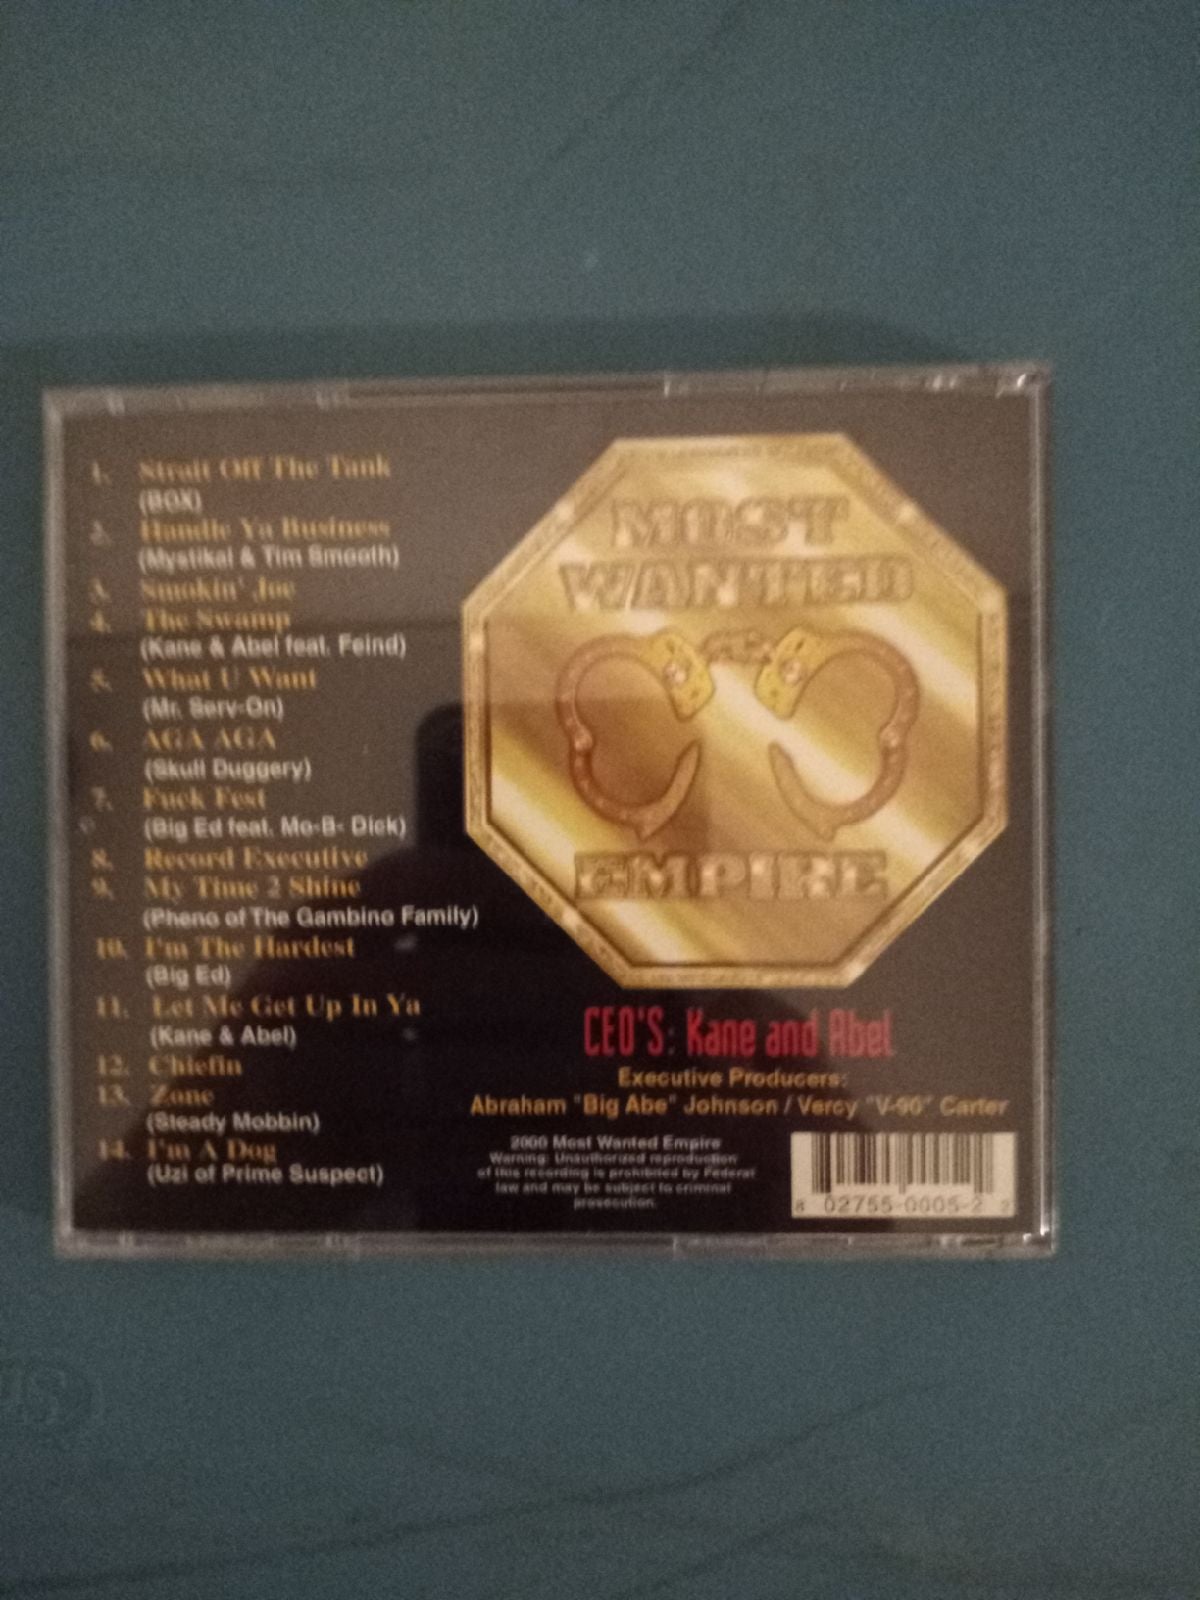 1. Strait Off The Tank
(BOX)
2. Handle Ya Business
(Mystikal & Tim Smooth)
3. Smokin' Joe
4. The Swamp
(Kane & Abel feat. Feind)
5. What U Want
(Mr. Serv-On)
6. AGA AGA
(Skull Duggery)
7. Fuck Fest
(Big Ed feat. Mo-B- Dick)
8. Record Executive
9. My Time 2 Shine
(Pheno of The Gambino Family)
10. I'm The Hardest
(Big Ed)
11. Let Me Get Up In Ya
(Kane & Abel)
12. Chiefin
13. Zone
(Steady Mobbin)
14. I'm A Dog
(Uzi of Prime Suspect)
MOST
WANTED
EMPIRE
CEO'S: Kane and Abel
Executive Producers:
Abraham "Big Abe" Johnson / Vercy "V-90" Carter
2000 Most Wanted Empire
Warning: Unauthorized reproduction
of this recording is prohibited by Federal
law and may be subject to criminal
prosecution.
8 02755-0005-2 2